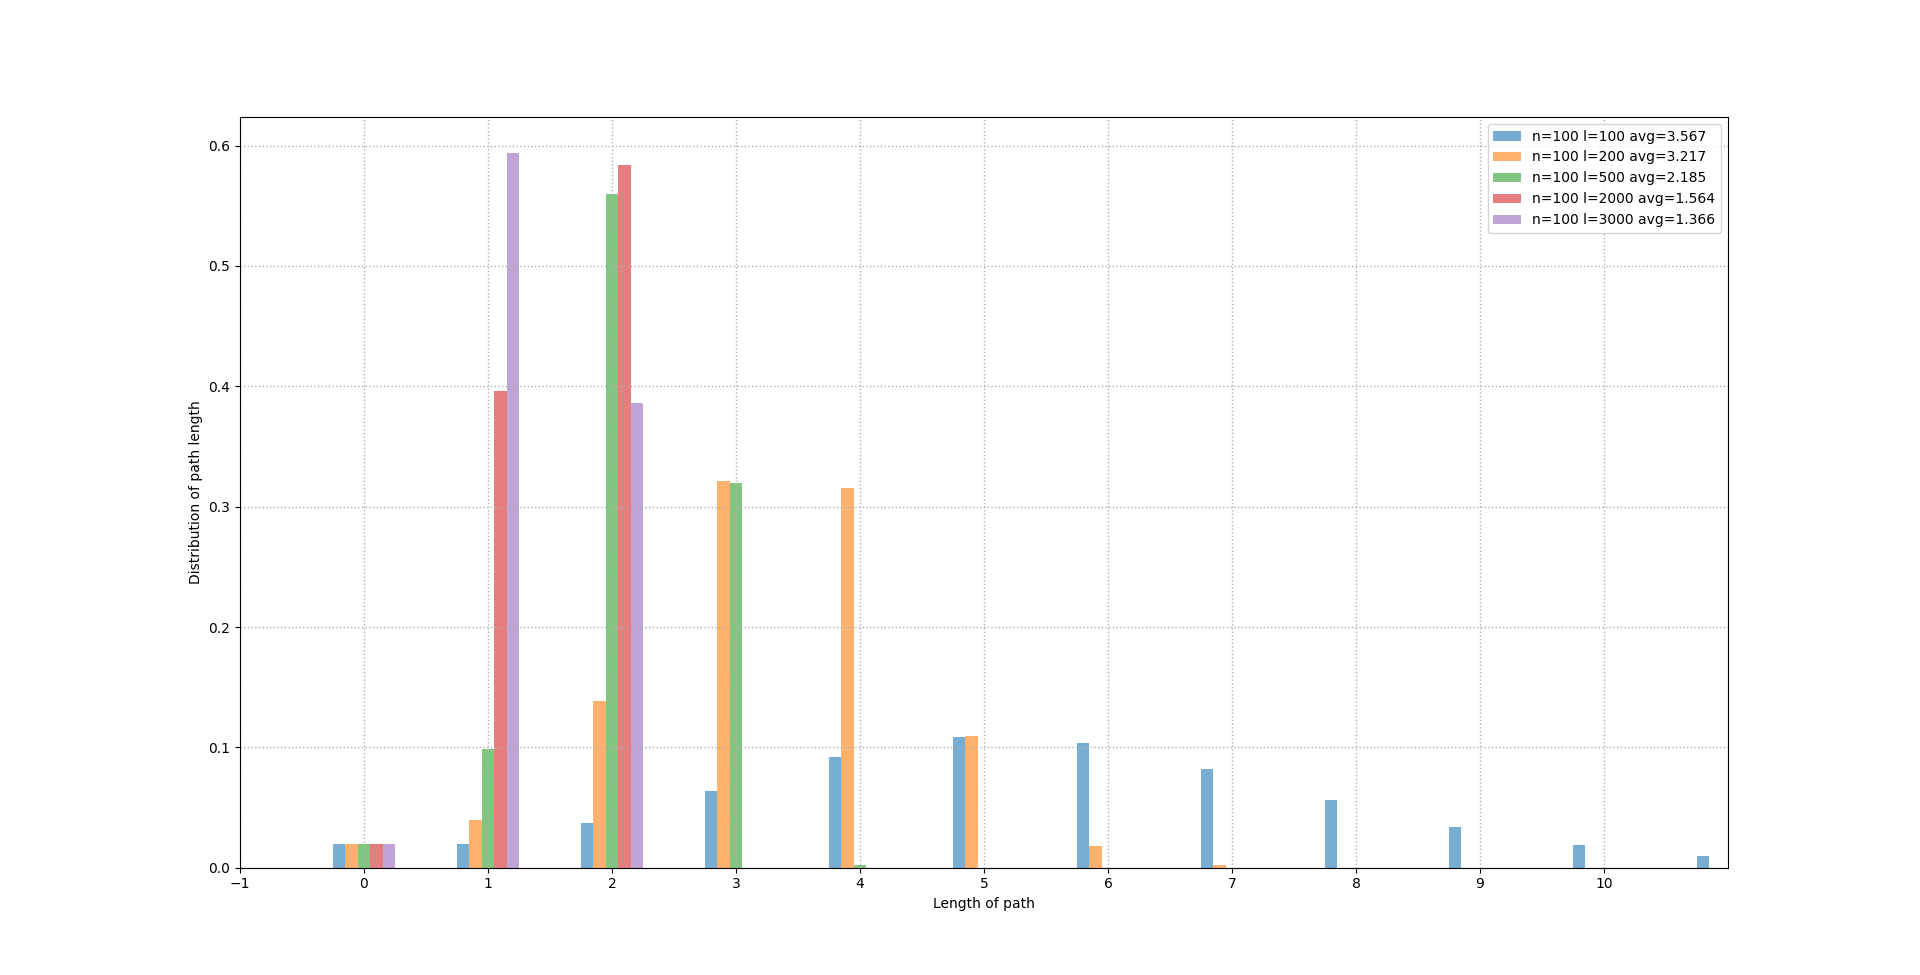 n=100 l=100 avg=3.567
n=100 l=200 avg=3.217
n=100 l=500 avg=2.185
n=100 l=2000 avg=1.564
n=100 l=3000 avg=1.366
Distribution of path length
0.6
0.5
0.4
0.3
0.2
0.1
0.0
−1 0 1 2 3 4 5 6 7 8 9 10
Length of path